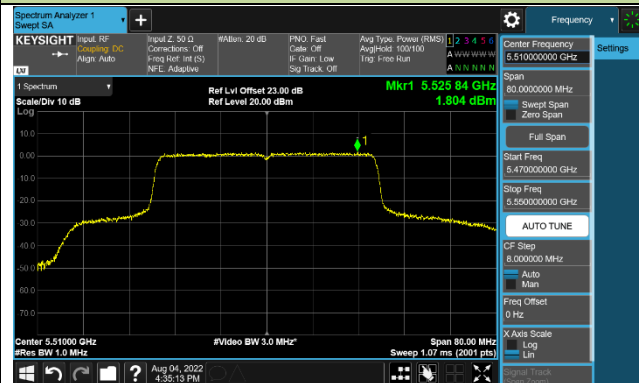 Spectrum Analyzer 1
Swept SA
Frequency
KEYSIGHT
Input: RF
Coupling: DC
Align: Auto
Input Z: 50 Ω
Corrections: Off
Freq Ref: Int (S)
NFE: Adaptive
#Atten: 20 dB
PNO: Fast
Gate: Off
IF Gain: Low
Sig Track: Off
Avg Type: Power (RMS)
Avg|Hold: 100/100
Trig: Free Run
1 2 3 4 5 6
A W W W W W
A N N N N N
LXI
1 Spectrum
Scale/Div 10 dB
Log
Ref Lvl Offset 23.00 dB
Ref Level 20.00 dBm
Mkr1 5.525 84 GHz
1.804 dBm
10.0
0.00
-10.0
-20.0
-30.0
-40.0
-50.0
-60.0
-70.0
1
Center 5.51000 GHz
#Res BW 1.0 MHz
#Video BW 3.0 MHz*
Span 80.00 MHz
Sweep 1.07 ms (2001 pts)
Aug 04, 2022
4:35:13 PM
Center Frequency
5.510000000 GHz
Settings
Span
80.0000000 MHz
Swept Span
Zero Span
Full Span
Start Freq
5.470000000 GHz
Stop Freq
5.550000000 GHz
AUTO TUNE
CF Step
8.000000 MHz
Auto
Man
Freq Offset
0 Hz
X Axis Scale
Log
Lin
Signal Track
(Span Zoom)